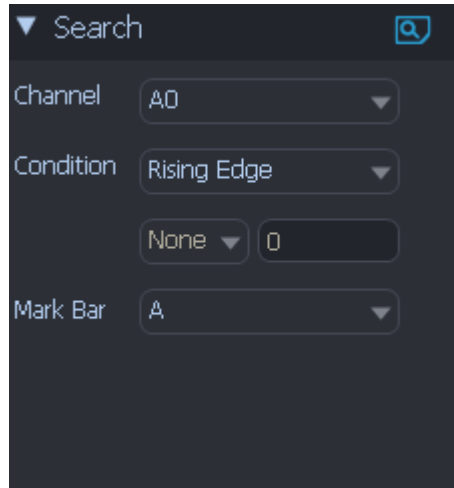 Search
Channel A0
Condition Rising Edge
None 0
Mark Bar A